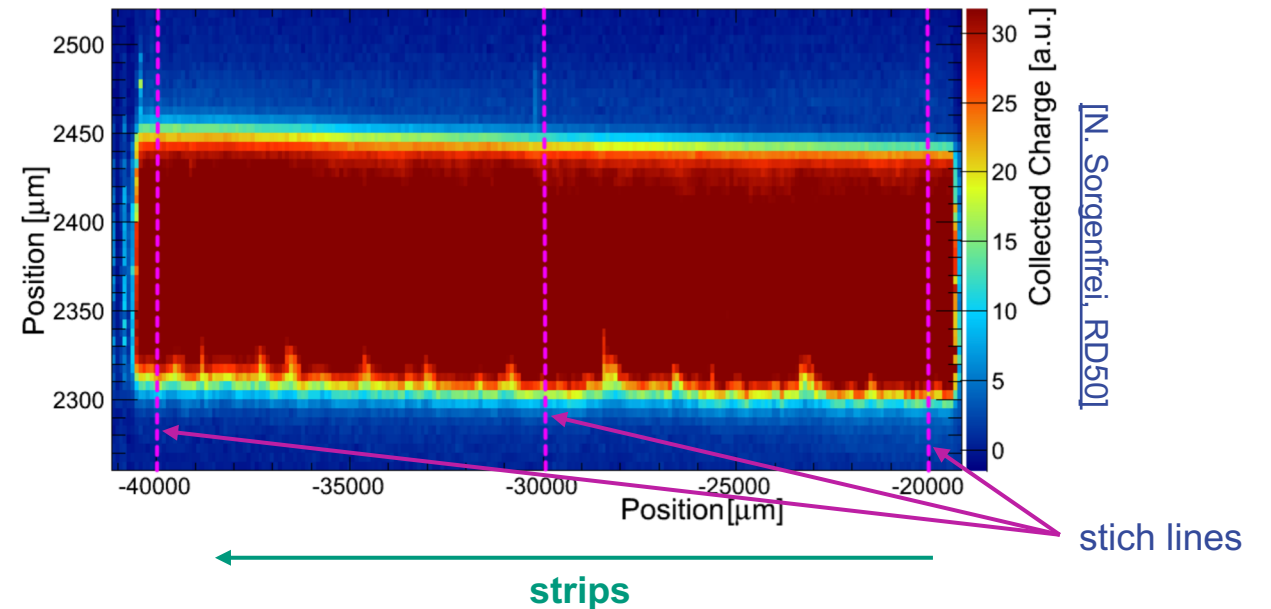 2500
2450
2400
2350
2300
Position [μm]
-40000
-35000
-30000
-25000
-20000
Position[μm]
30
25
20
15
10
5
0
Collected Charge [a.u.]
[N. Sorgenfrei, RD50]
stich lines
strips